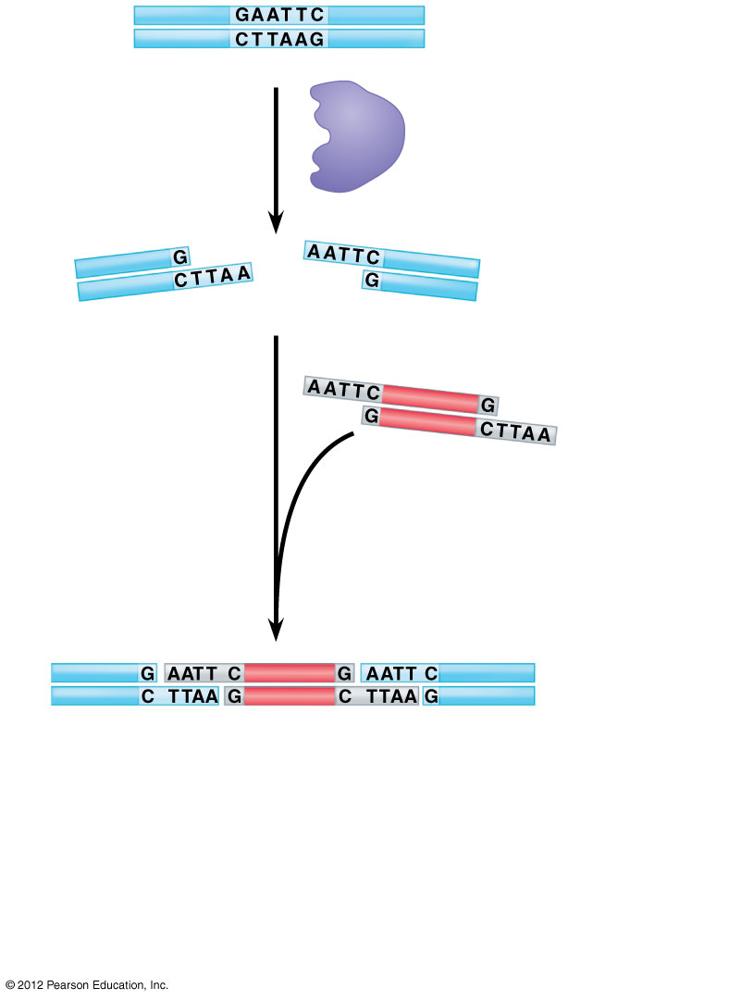 GAATTC
CTTAAG
G
CTTAA
AATTC
G
AATTC G
G CTTAA
G AATT C G AATT C
C TTAA G C TTAA G
© 2012 Pearson Education, Inc.